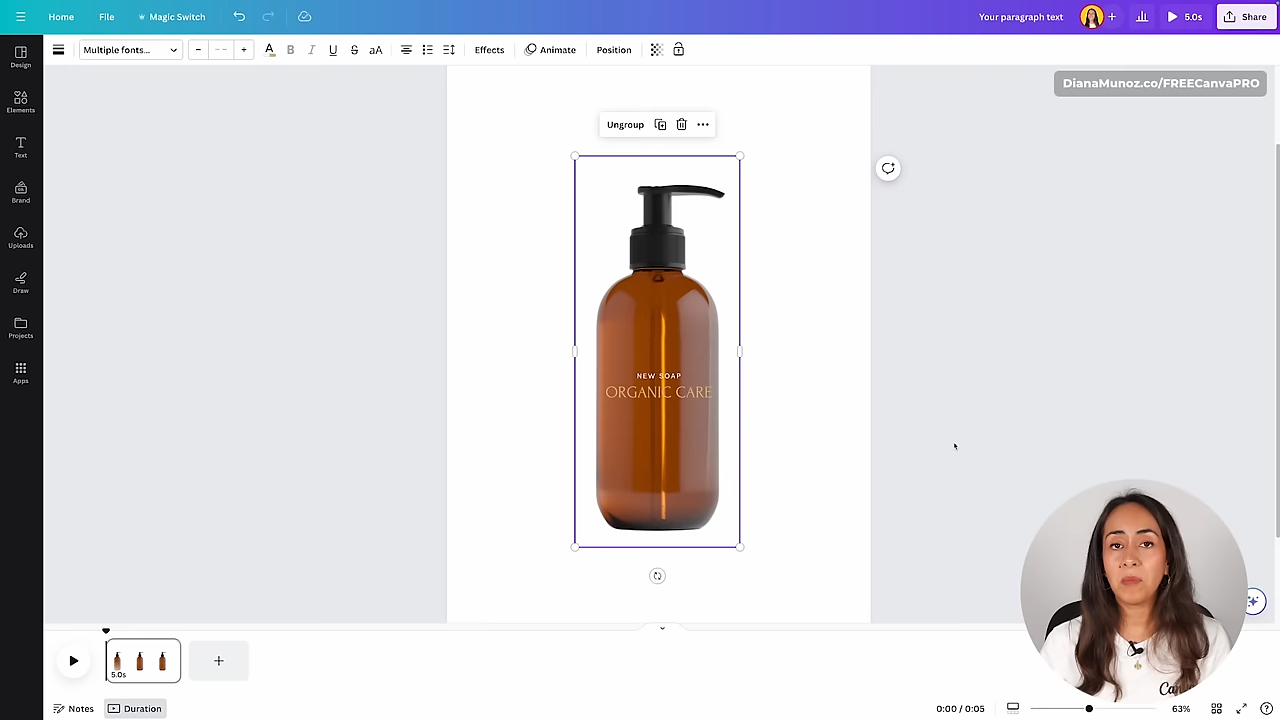 Home File Magic Switch Your paragraph text + 5.0s Share
Multiple fonts... − -- + A B I U S aA Effects Animate Position
DianaMunoz.co/FREECanvaPRO
Design
Elements
Text
Brand
Uploads
Draw
Projects
Apps
Ungroup
NEW SOAP
ORGANIC CARE
5.0s
Notes Duration 0:00 / 0:05 63%